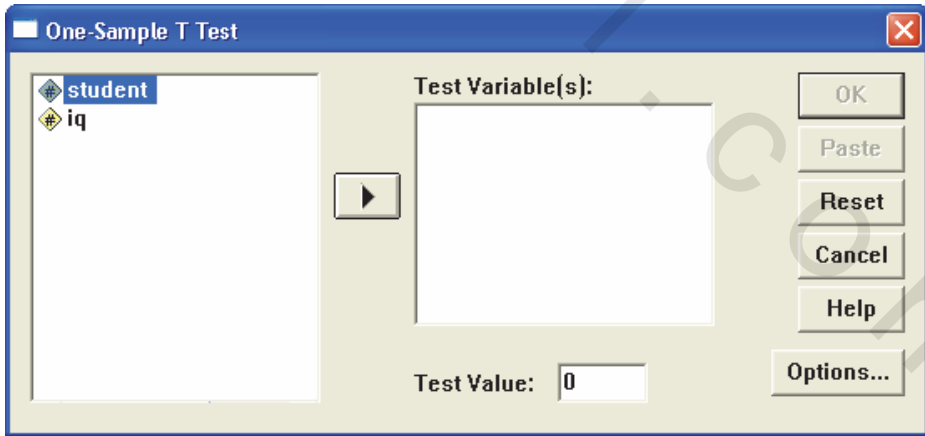 One-Sample T Test
student
iq
Test Variable(s):
Test Value: 0
OK
Paste
Reset
Cancel
Help
Options...